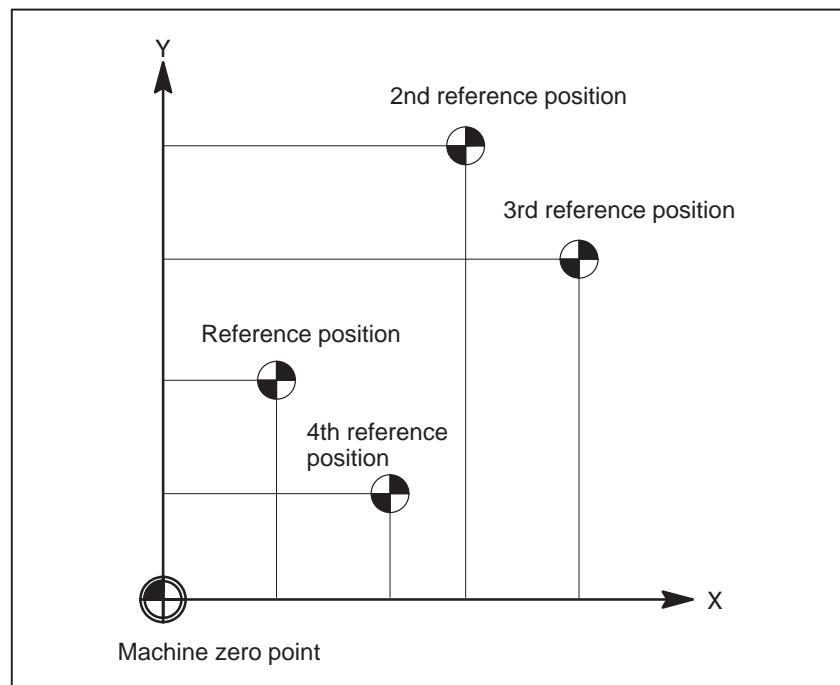 Y
2nd reference position
3rd reference position
Reference position
4th reference
position
X
Machine zero point